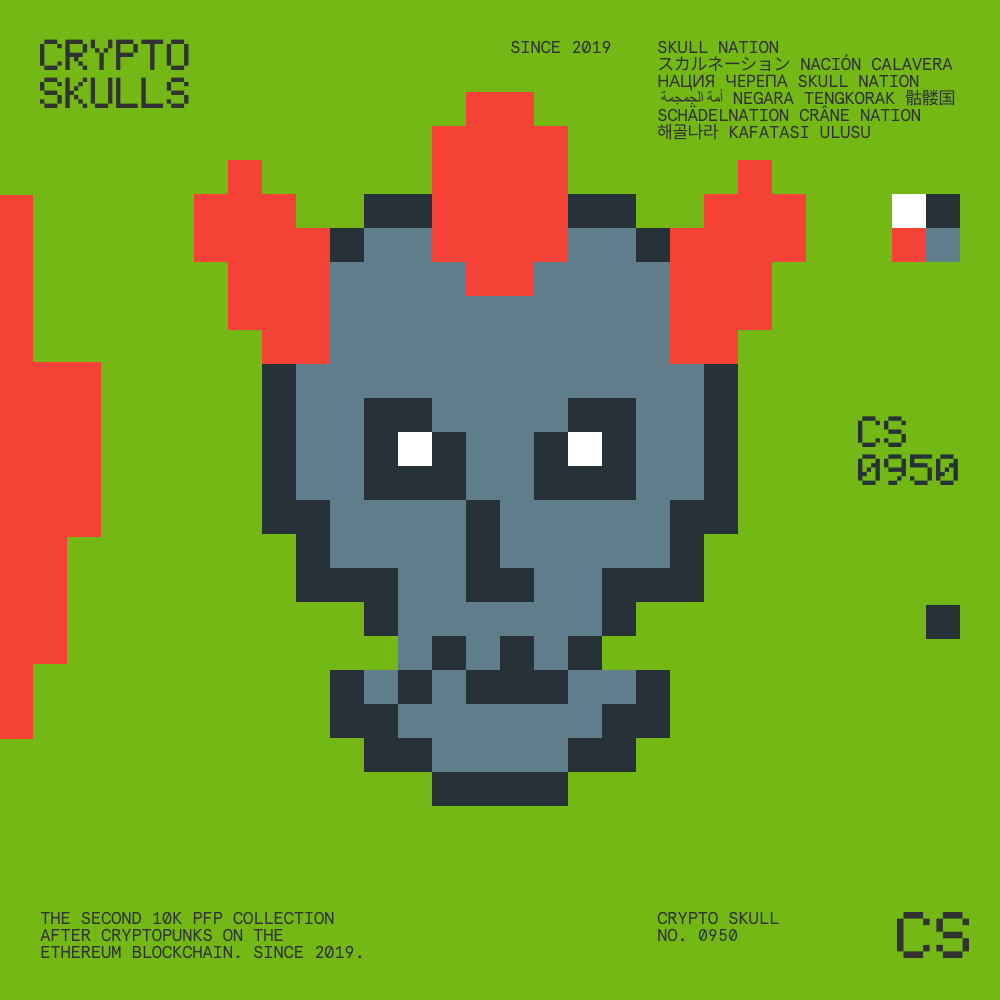 CRYPTO
SKULLS
SINCE 2019
SKULL NATION
スカルネーション NACIÓN CALAVERA
НАЦИЯ ЧЕРЕПА SKULL NATION
أمة الجمجمة NEGARA TENGKORAK 骷髅国
SCHÄDELNATION CRÂNE NATION
해골나라 KAFATASI ULUSU
CS
0950
THE SECOND 10K PFP COLLECTION
AFTER CRYPTOPUNKS ON THE
ETHEREUM BLOCKCHAIN. SINCE 2019.
CRYPTO SKULL
NO. 0950
CS